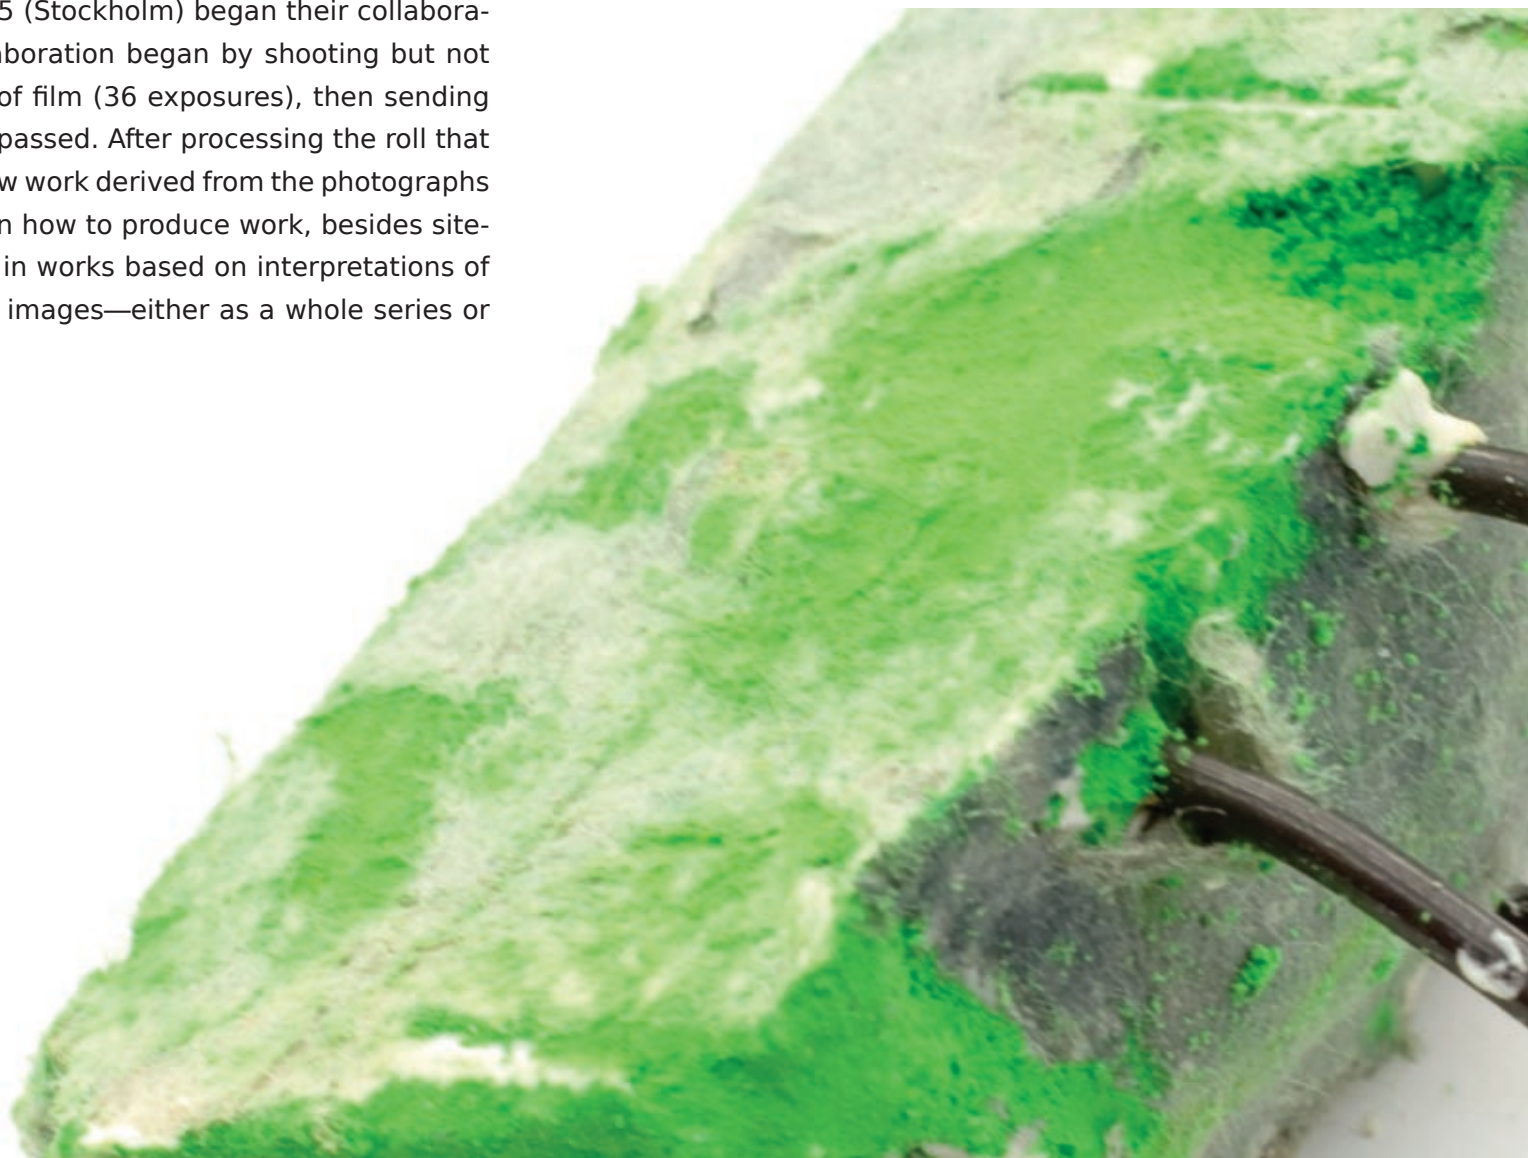 5 (Stockholm) began their collabora-
boration began by shooting but not
of film (36 exposures), then sending
passed. After processing the roll that
w work derived from the photographs
n how to produce work, besides site-
in works based on interpretations of
images—either as a whole series or